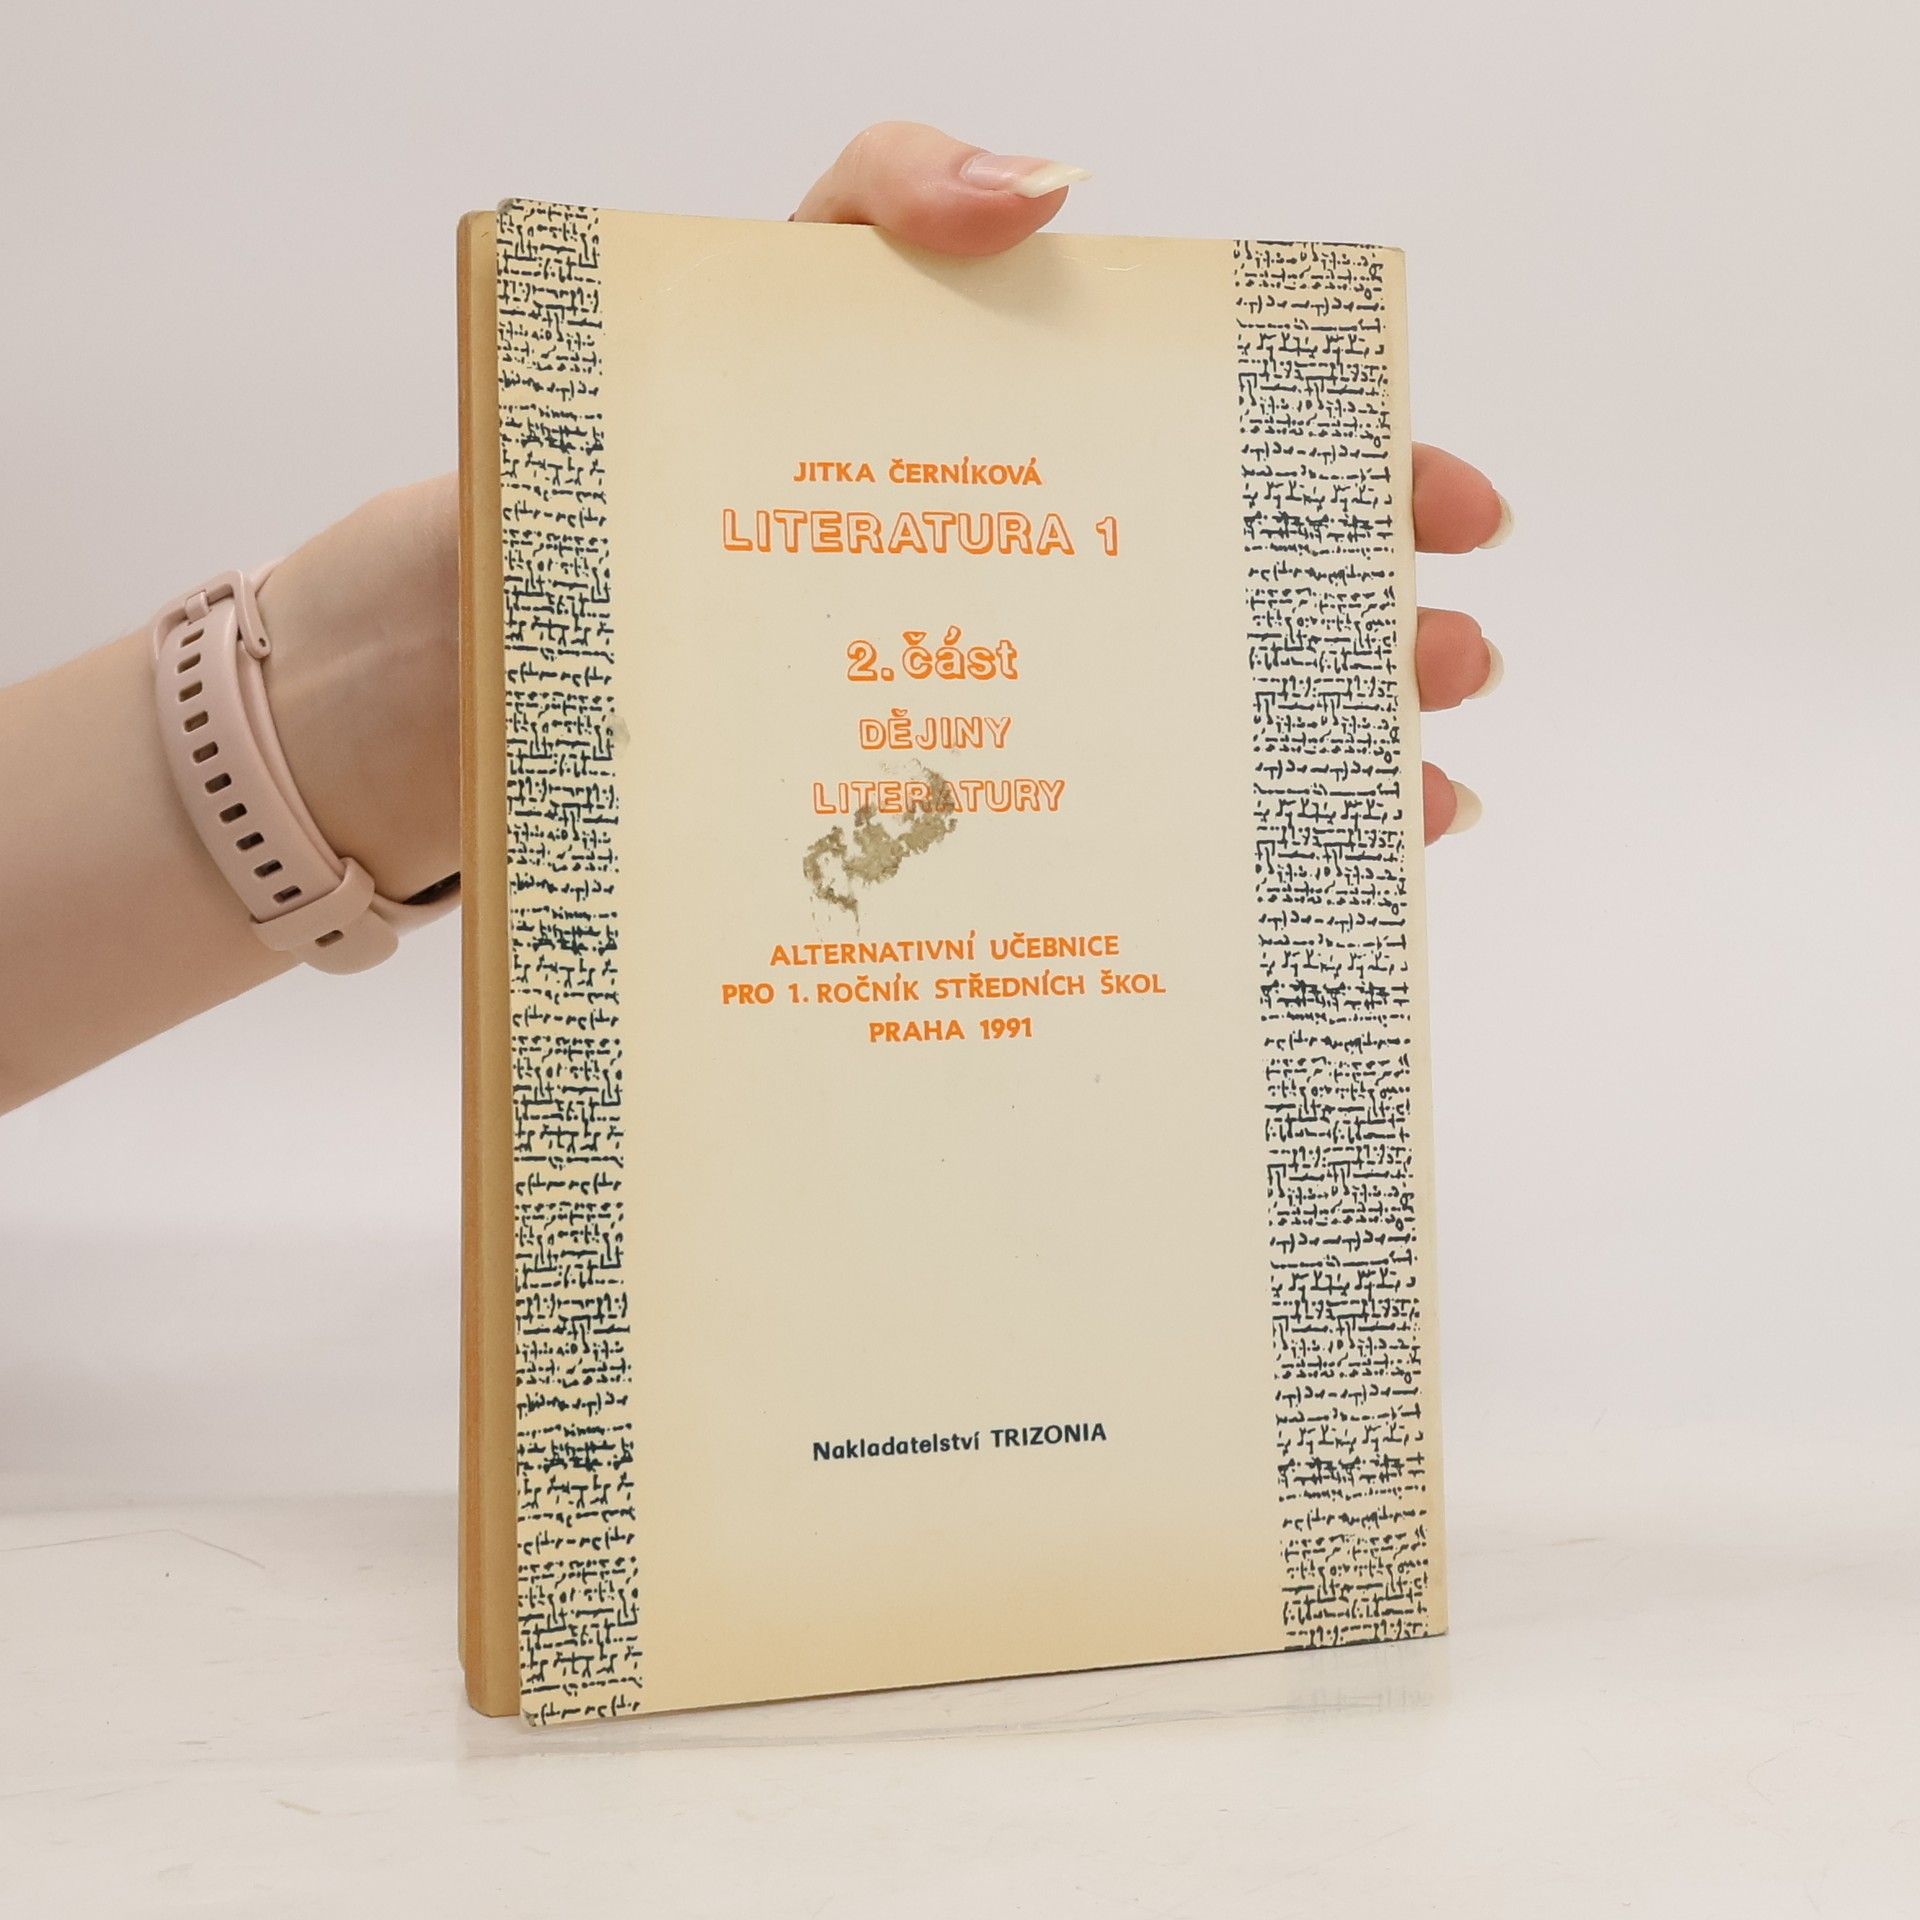 JITKA ČERNÍKOVÁ
LITERATURA 1
2. část
DĚJINY
LITERATURY
ALTERNATIVNÍ UČEBNICE
PRO 1. ROČNÍK STŘEDNÍCH ŠKOL
PRAHA 1991
Nakladatelství TRIZONIA